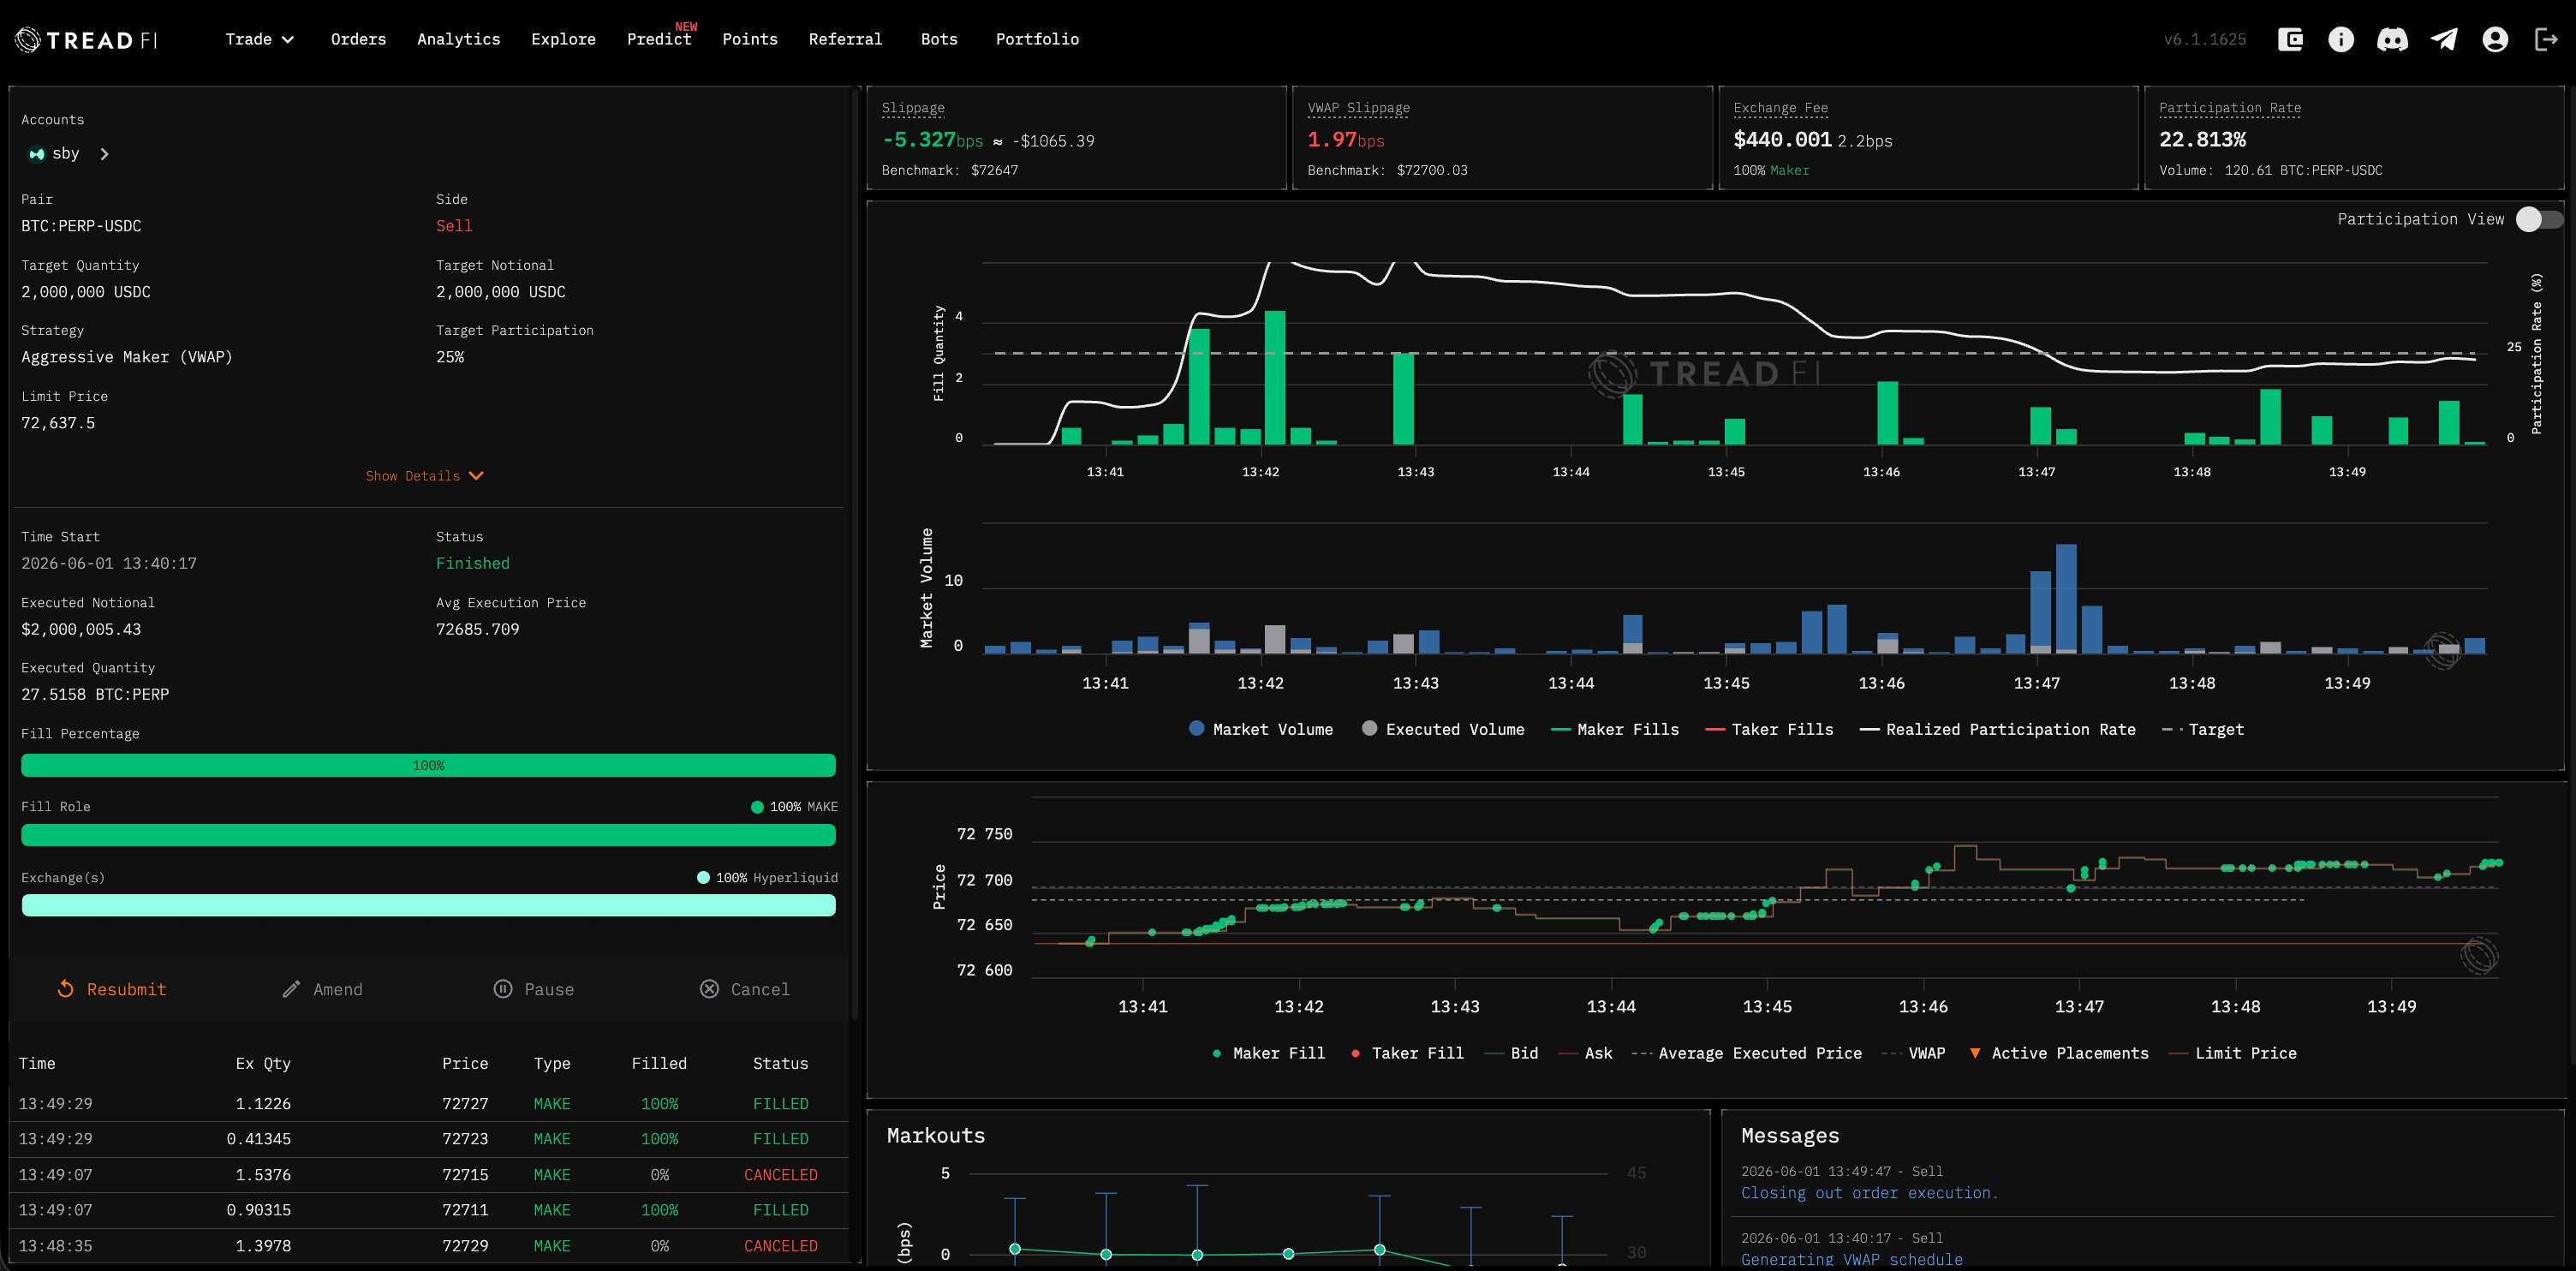 TREAD FI
Trade Orders Analytics Explore Predict NEW Points Referral Bots Portfolio
v6.1.1625
Accounts
sby
Pair Side
BTC:PERP-USDC Sell
Target Quantity Target Notional
2,000,000 USDC 2,000,000 USDC
Strategy Target Participation
Aggressive Maker (VWAP) 25%
Limit Price
72,637.5
Show Details
Time Start Status
2026-06-01 13:40:17 Finished
Executed Notional Avg Execution Price
$2,000,005.43 72685.709
Executed Quantity
27.5158 BTC:PERP
Fill Percentage
100%
Fill Role 100% MAKE
Exchange(s) 100% Hyperliquid
Resubmit Amend Pause Cancel
Time Ex Qty Price Type Filled Status
13:49:29 1.1226 72727 MAKE 100% FILLED
13:49:29 0.41345 72723 MAKE 100% FILLED
13:49:07 1.5376 72715 MAKE 0% CANCELED
13:49:07 0.90315 72711 MAKE 100% FILLED
13:48:35 1.3978 72729 MAKE 0% CANCELED
Slippage
-5.327bps ≈ -$1065.39
Benchmark: $72647
VWAP Slippage
1.97bps
Benchmark: $72700.03
Exchange Fee
$440.001 2.2bps
100% Maker
Participation Rate
22.813%
Volume: 120.61 BTC:PERP-USDC
Participation View
Fill Quantity
4
2
0
TREAD FI
25
0
Participation Rate (%)
13:41 13:42 13:43 13:44 13:45 13:46 13:47 13:48 13:49
Market Volume
10
0
13:41 13:42 13:43 13:44 13:45 13:46 13:47 13:48 13:49
Market Volume Executed Volume Maker Fills Taker Fills Realized Participation Rate Target
Price
72 750
72 700
72 650
72 600
13:41 13:42 13:43 13:44 13:45 13:46 13:47 13:48 13:49
Maker Fill Taker Fill Bid Ask Average Executed Price VWAP Active Placements Limit Price
Markouts
5 45
0 30
(bps)
Messages
2026-06-01 13:49:47 - Sell
Closing out order execution.
2026-06-01 13:40:17 - Sell
Generating VWAP schedule